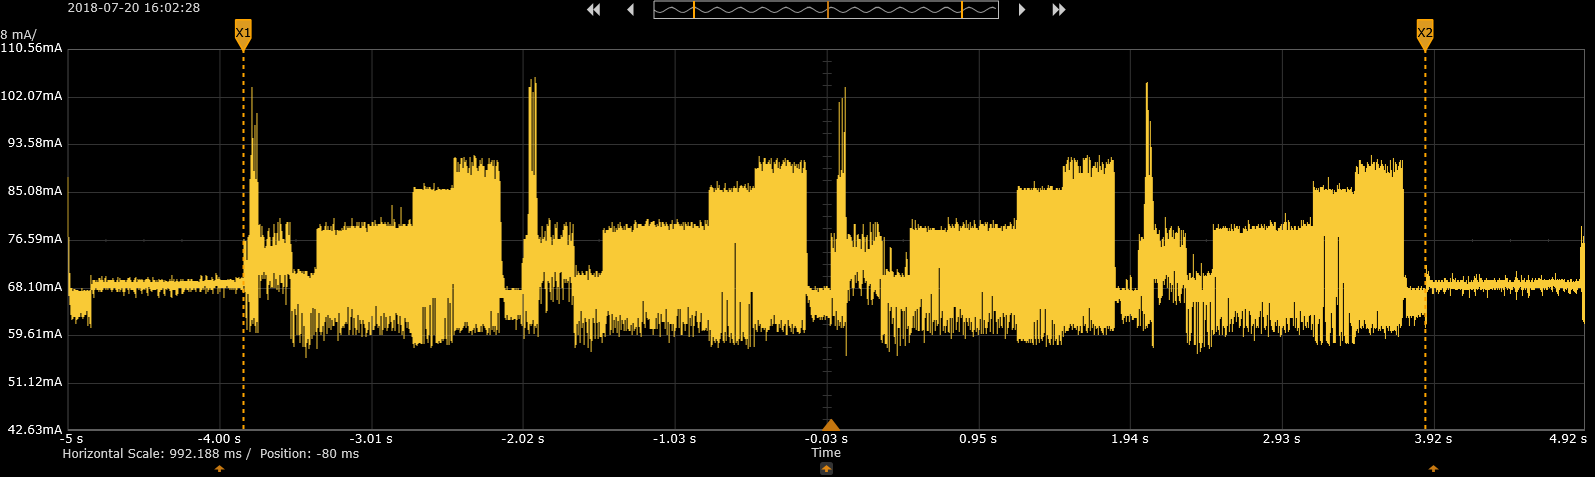 2018-07-20 16:02:28
8 mA/
X1
X2
110.56mA
102.07mA
93.58mA
85.08mA
76.59mA
68.10mA
59.61mA
51.12mA
42.63mA
-5 s -4.00 s -3.01 s -2.02 s -1.03 s -0.03 s 0.95 s 1.94 s 2.93 s 3.92 s 4.92 s
Horizontal Scale: 992.188 ms / Position: -80 ms
Time